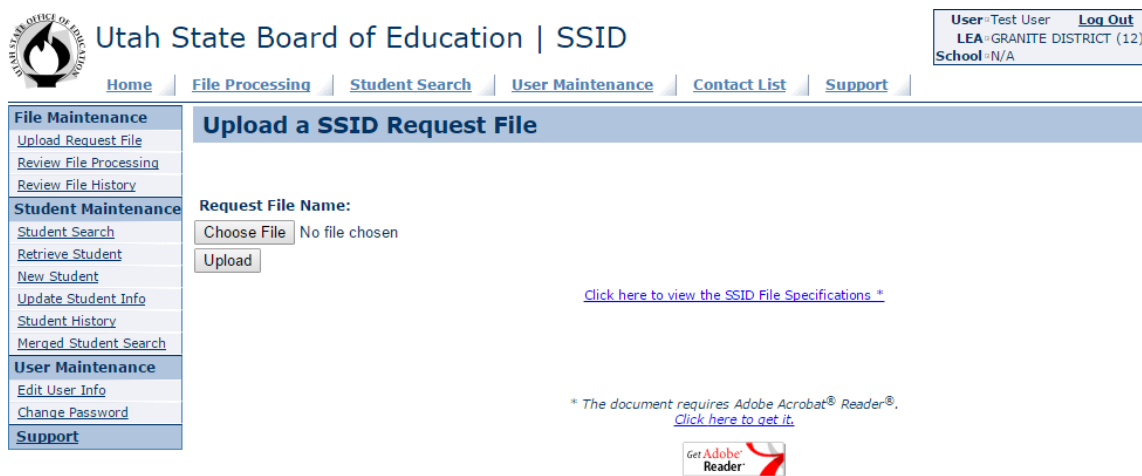 UTAH STATE OFFICE OF EDUCATION
Utah State Board of Education | SSID
User Test User Log Out
LEA GRANITE DISTRICT (12)
School N/A
Home File Processing Student Search User Maintenance Contact List Support
File Maintenance
Upload Request File
Review File Processing
Review File History
Student Maintenance
Student Search
Retrieve Student
New Student
Update Student Info
Student History
Merged Student Search
User Maintenance
Edit User Info
Change Password
Support
Upload a SSID Request File
Request File Name:
Choose File No file chosen
Upload
Click here to view the SSID File Specifications *
* The document requires Adobe Acrobat® Reader®.
Click here to get it.
Get Adobe®
Reader®